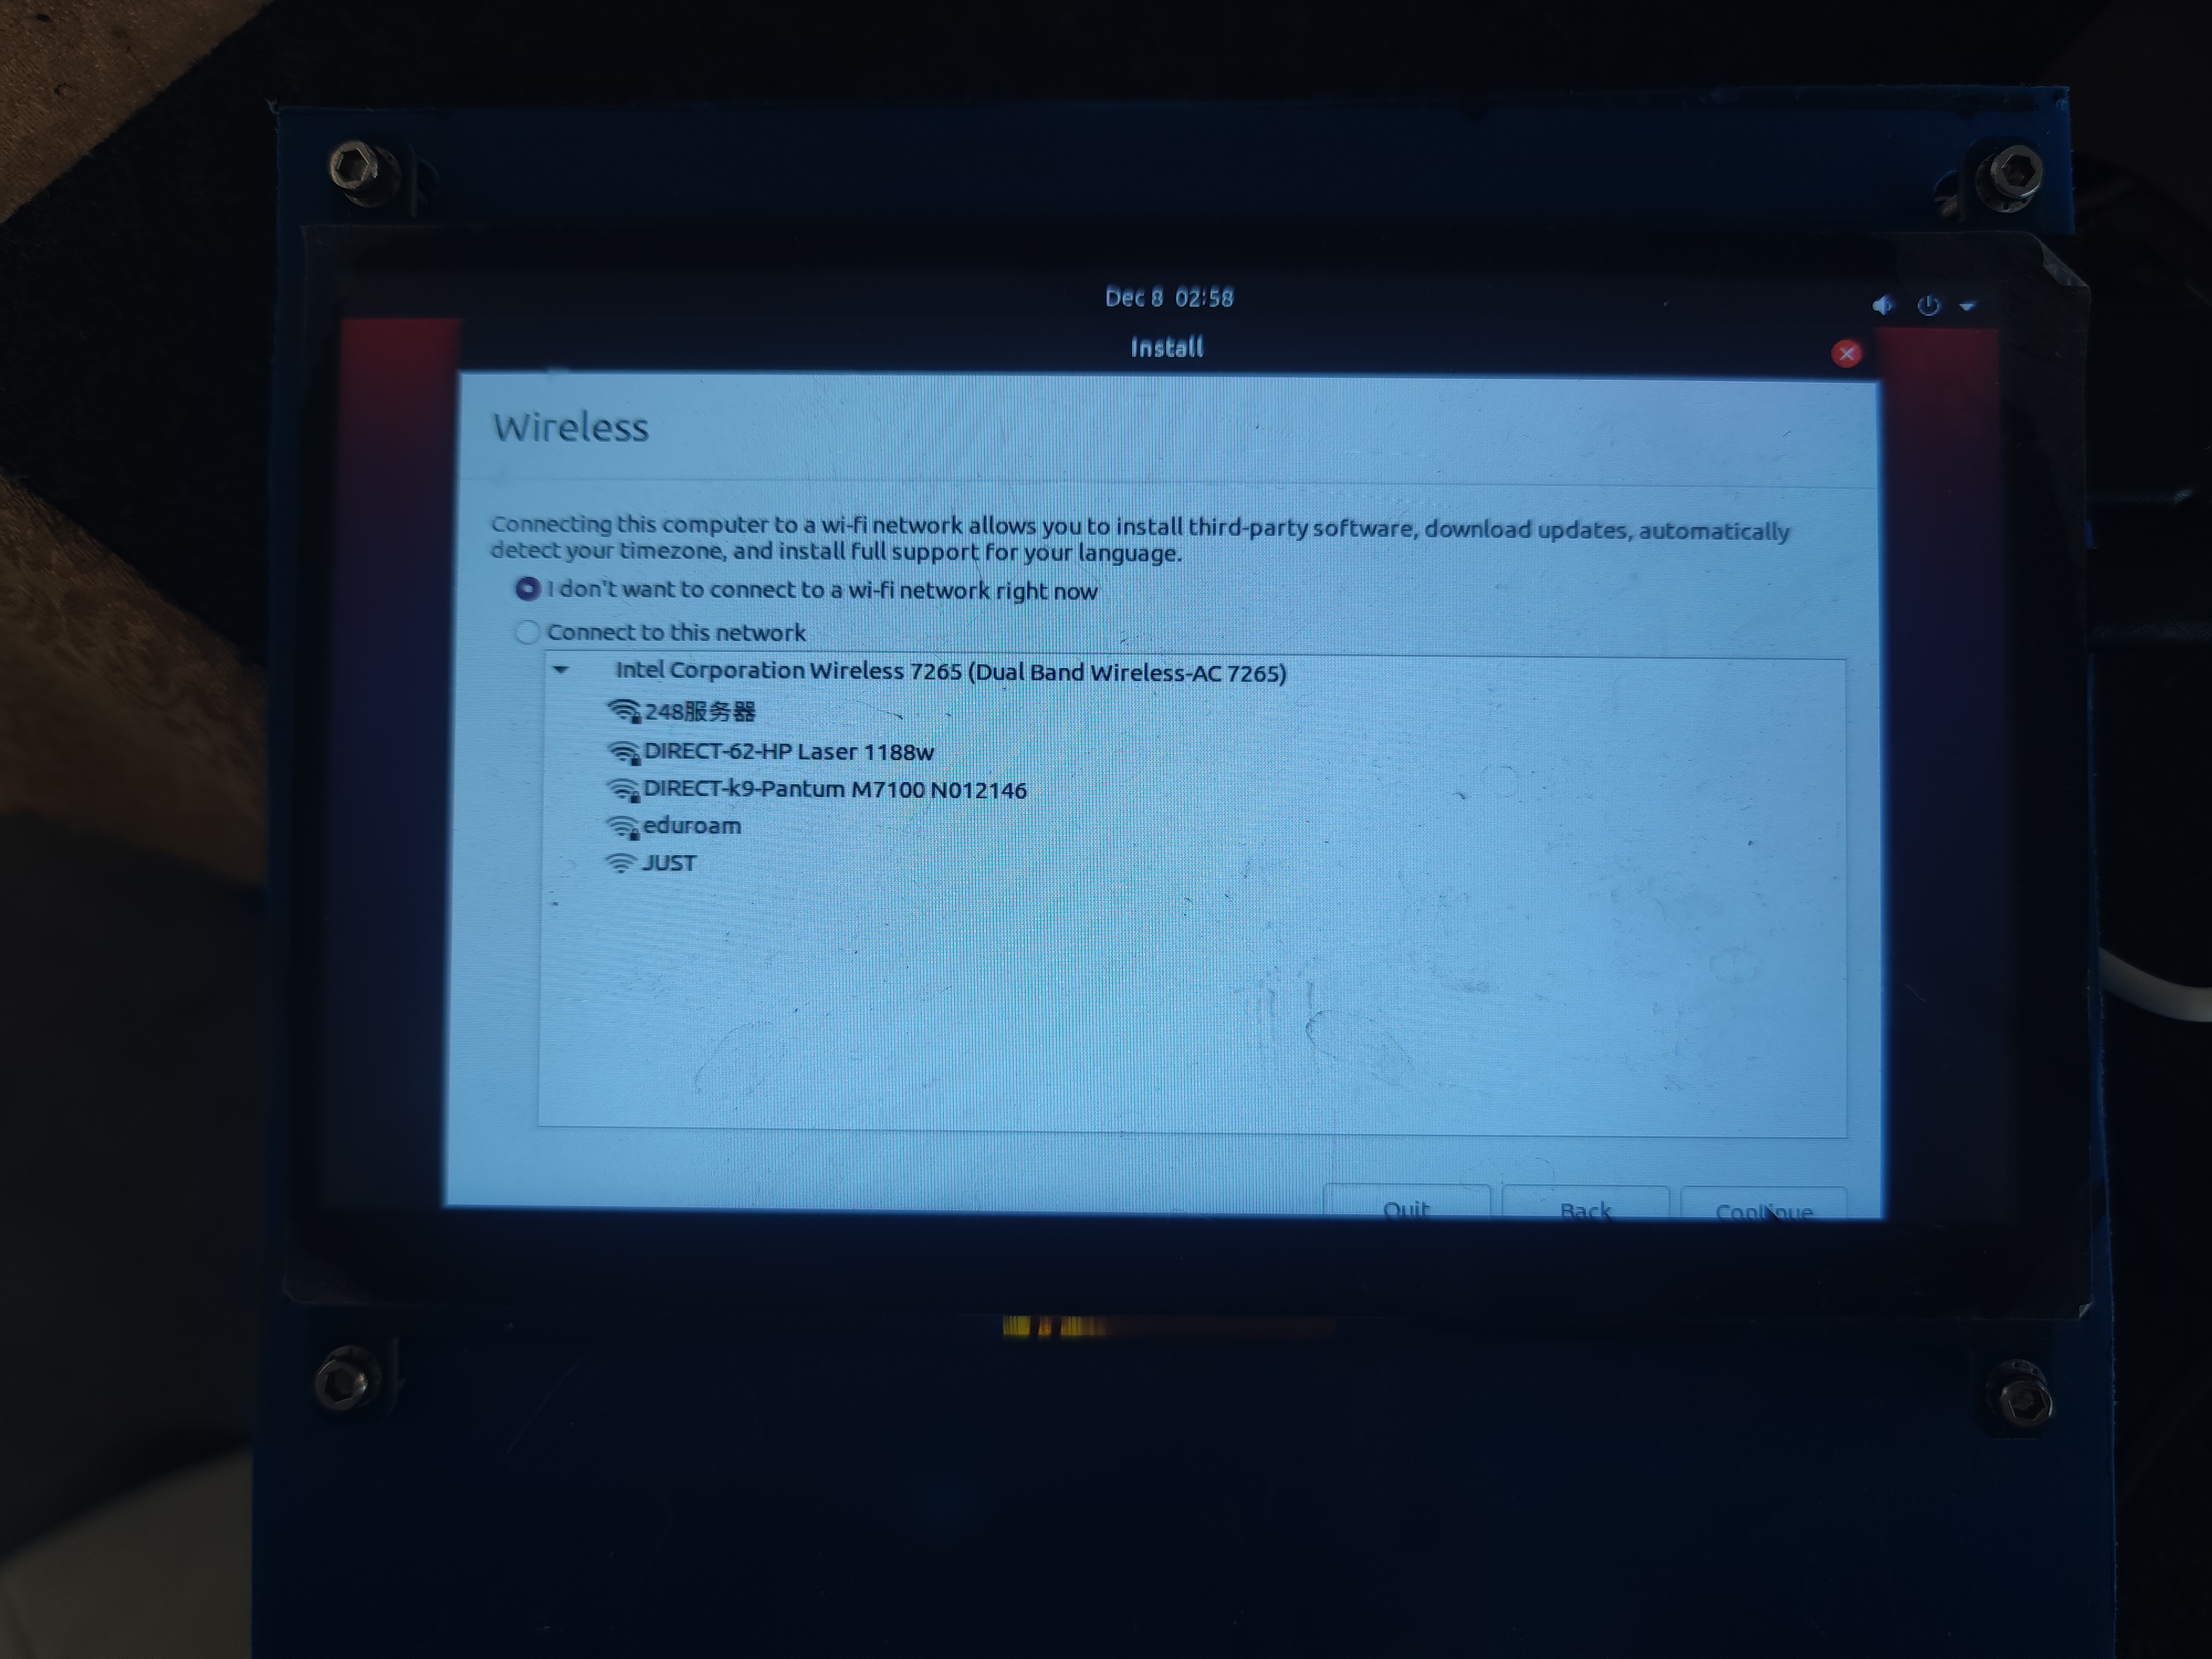 Dec 8 02:58
Install
Wireless
Connecting this computer to a wi-fi network allows you to install third-party software, download updates, automatically
detect your timezone, and install full support for your language.
I don't want to connect to a wi-fi network right now
Connect to this network
Intel Corporation Wireless 7265 (Dual Band Wireless-AC 7265)
248服务器
DIRECT-62-HP Laser 1188w
DIRECT-k9-Pantum M7100 N012146
eduroam
JUST
Quit Back Continue